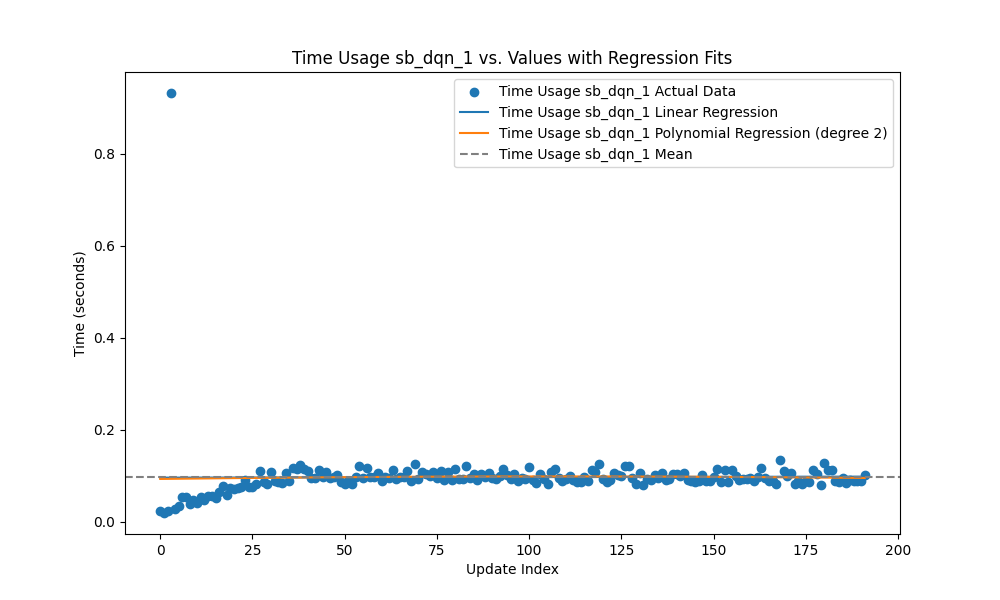 Time Usage sb_dqn_1 vs. Values with Regression Fits
Time Usage sb_dqn_1 Actual Data
Time Usage sb_dqn_1 Linear Regression
Time Usage sb_dqn_1 Polynomial Regression (degree 2)
Time Usage sb_dqn_1 Mean
Time (seconds)
0.8
0.6
0.4
0.2
0.0
0 25 50 75 100 125 150 175 200
Update Index